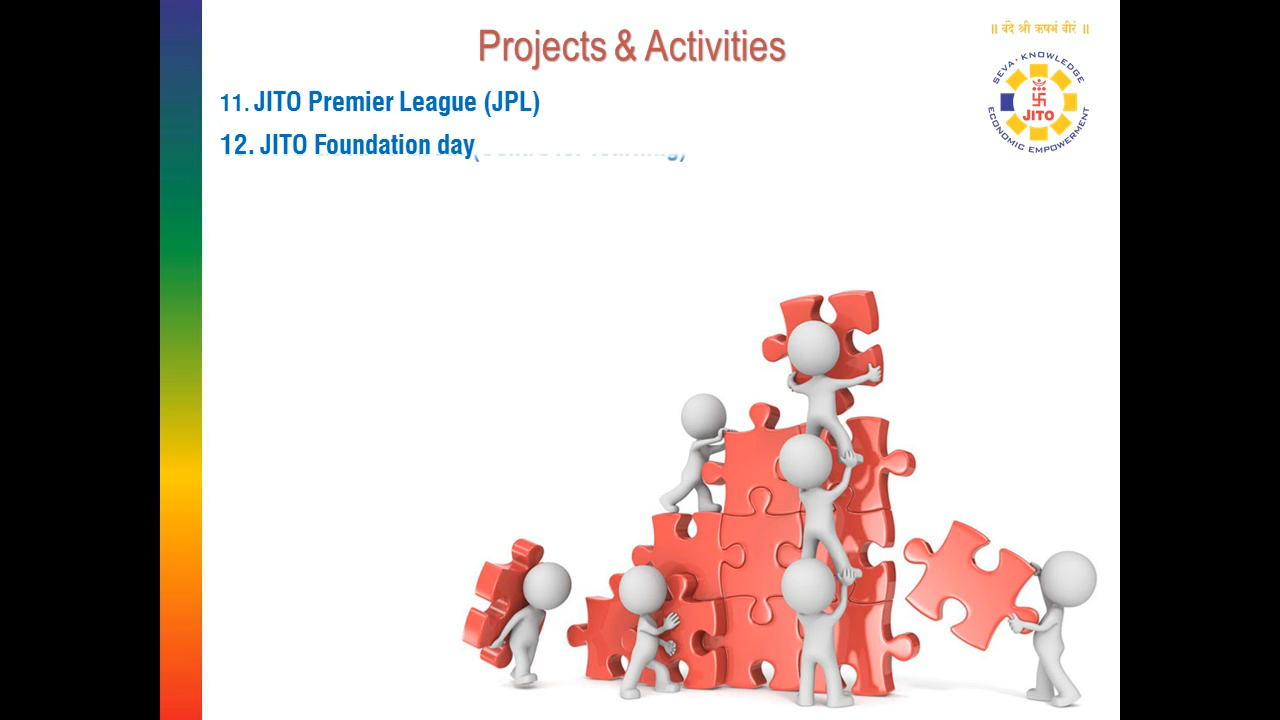 Projects & Activities
॥ वंदे श्री ऋषभं वीरं ॥
SEVA · KNOWLEDGE
JITO
ECONOMIC EMPOWERMENT
11. JITO Premier League (JPL)
12. JITO Foundation day